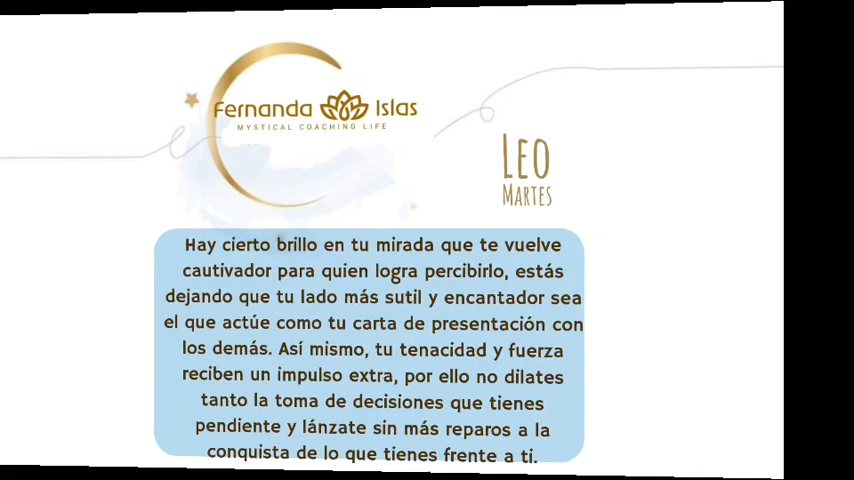 Fernanda Islas
MYSTICAL COACHING LIFE
LEO
MARTES
Hay cierto brillo en tu mirada que te vuelve
cautivador para quien logra percibirlo, estás
dejando que tu lado más sutil y encantador sea
el que actúe como tu carta de presentación con
los demás. Así mismo, tu tenacidad y fuerza
reciben un impulso extra, por ello no dilates
tanto la toma de decisiones que tienes
pendiente y lánzate sin más reparos a la
conquista de lo que tienes frente a ti.